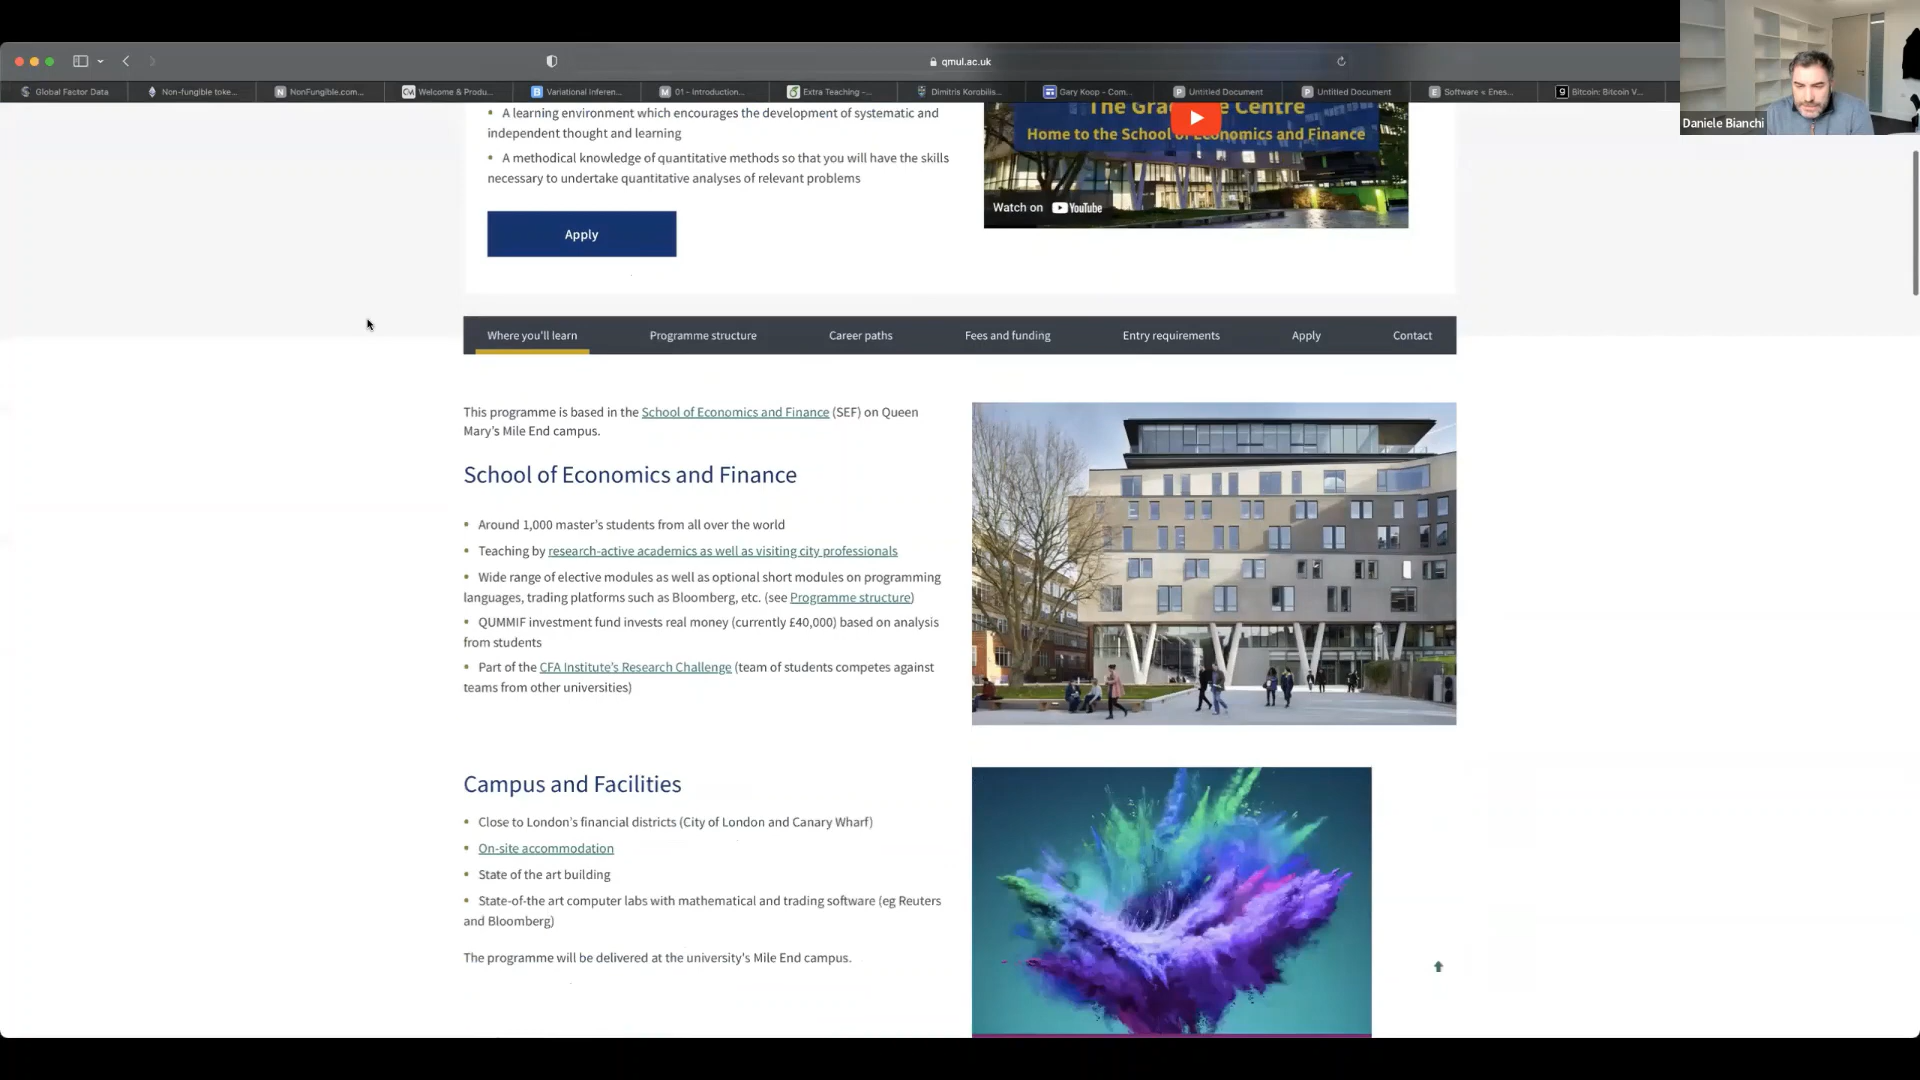 qmul.ac.uk
Global Factor Data
Non-fungible toke...
NonFungible.com...
Welcome & Produ...
Variational Inferen...
01 - Introduction...
Extra Teaching -...
Dimitris Korobilis...
Gary Koop - Com...
Untitled Document
Untitled Document
Software « Enes...
Bitcoin: Bitcoin V...
Daniele Bianchi
A learning environment which encourages the development of systematic and
independent thought and learning
A methodical knowledge of quantitative methods so that you will have the skills
necessary to undertake quantitative analyses of relevant problems
Apply
Home to the School of Economics and Finance
Watch on YouTube
Where you'll learn
Programme structure
Career paths
Fees and funding
Entry requirements
Apply
Contact
This programme is based in the School of Economics and Finance (SEF) on Queen
Mary's Mile End campus.
School of Economics and Finance
Around 1,000 master's students from all over the world
Teaching by research-active academics as well as visiting city professionals
Wide range of elective modules as well as optional short modules on programming
languages, trading platforms such as Bloomberg, etc. (see Programme structure)
QUMMIF investment fund invests real money (currently £40,000) based on analysis
from students
Part of the CFA Institute's Research Challenge (team of students competes against
teams from other universities)
Campus and Facilities
Close to London's financial districts (City of London and Canary Wharf)
On-site accommodation
State of the art building
State-of-the art computer labs with mathematical and trading software (eg Reuters
and Bloomberg)
The programme will be delivered at the university's Mile End campus.